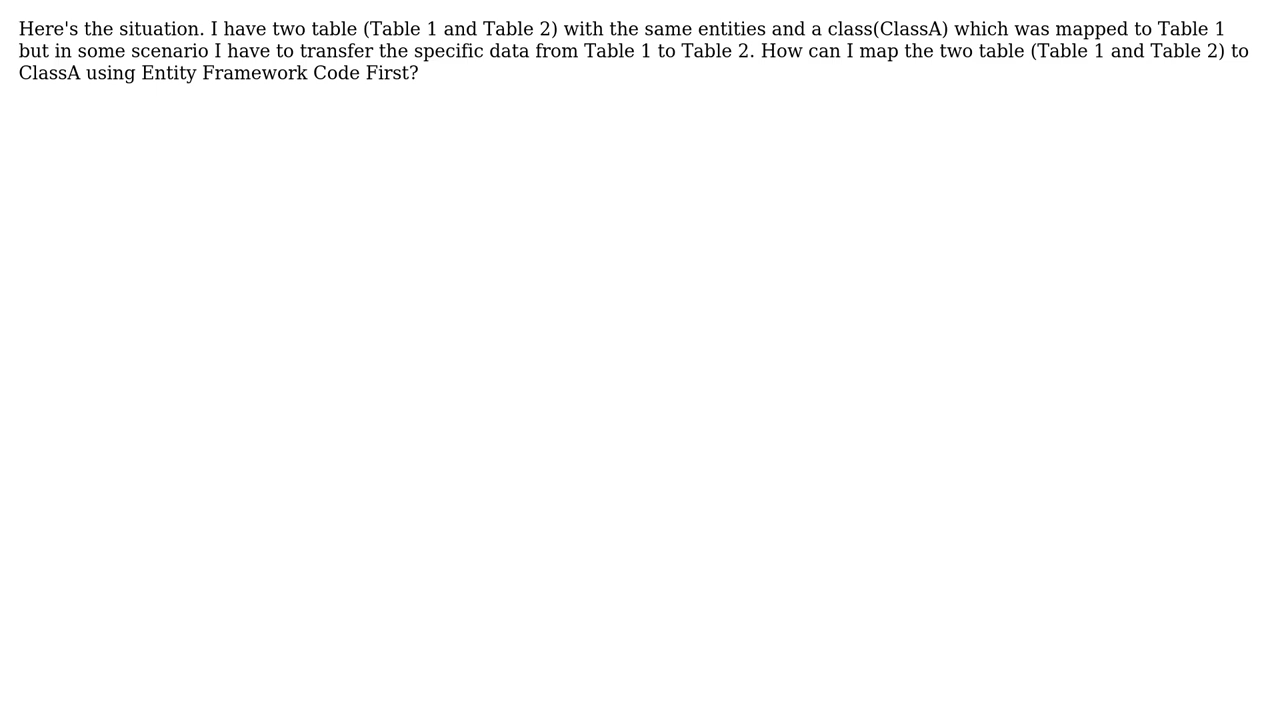 Here's the situation. I have two table (Table 1 and Table 2) with the same entities and a class(ClassA) which was mapped to Table 1
but in some scenario I have to transfer the specific data from Table 1 to Table 2. How can I map the two table (Table 1 and Table 2) to
ClassA using Entity Framework Code First?